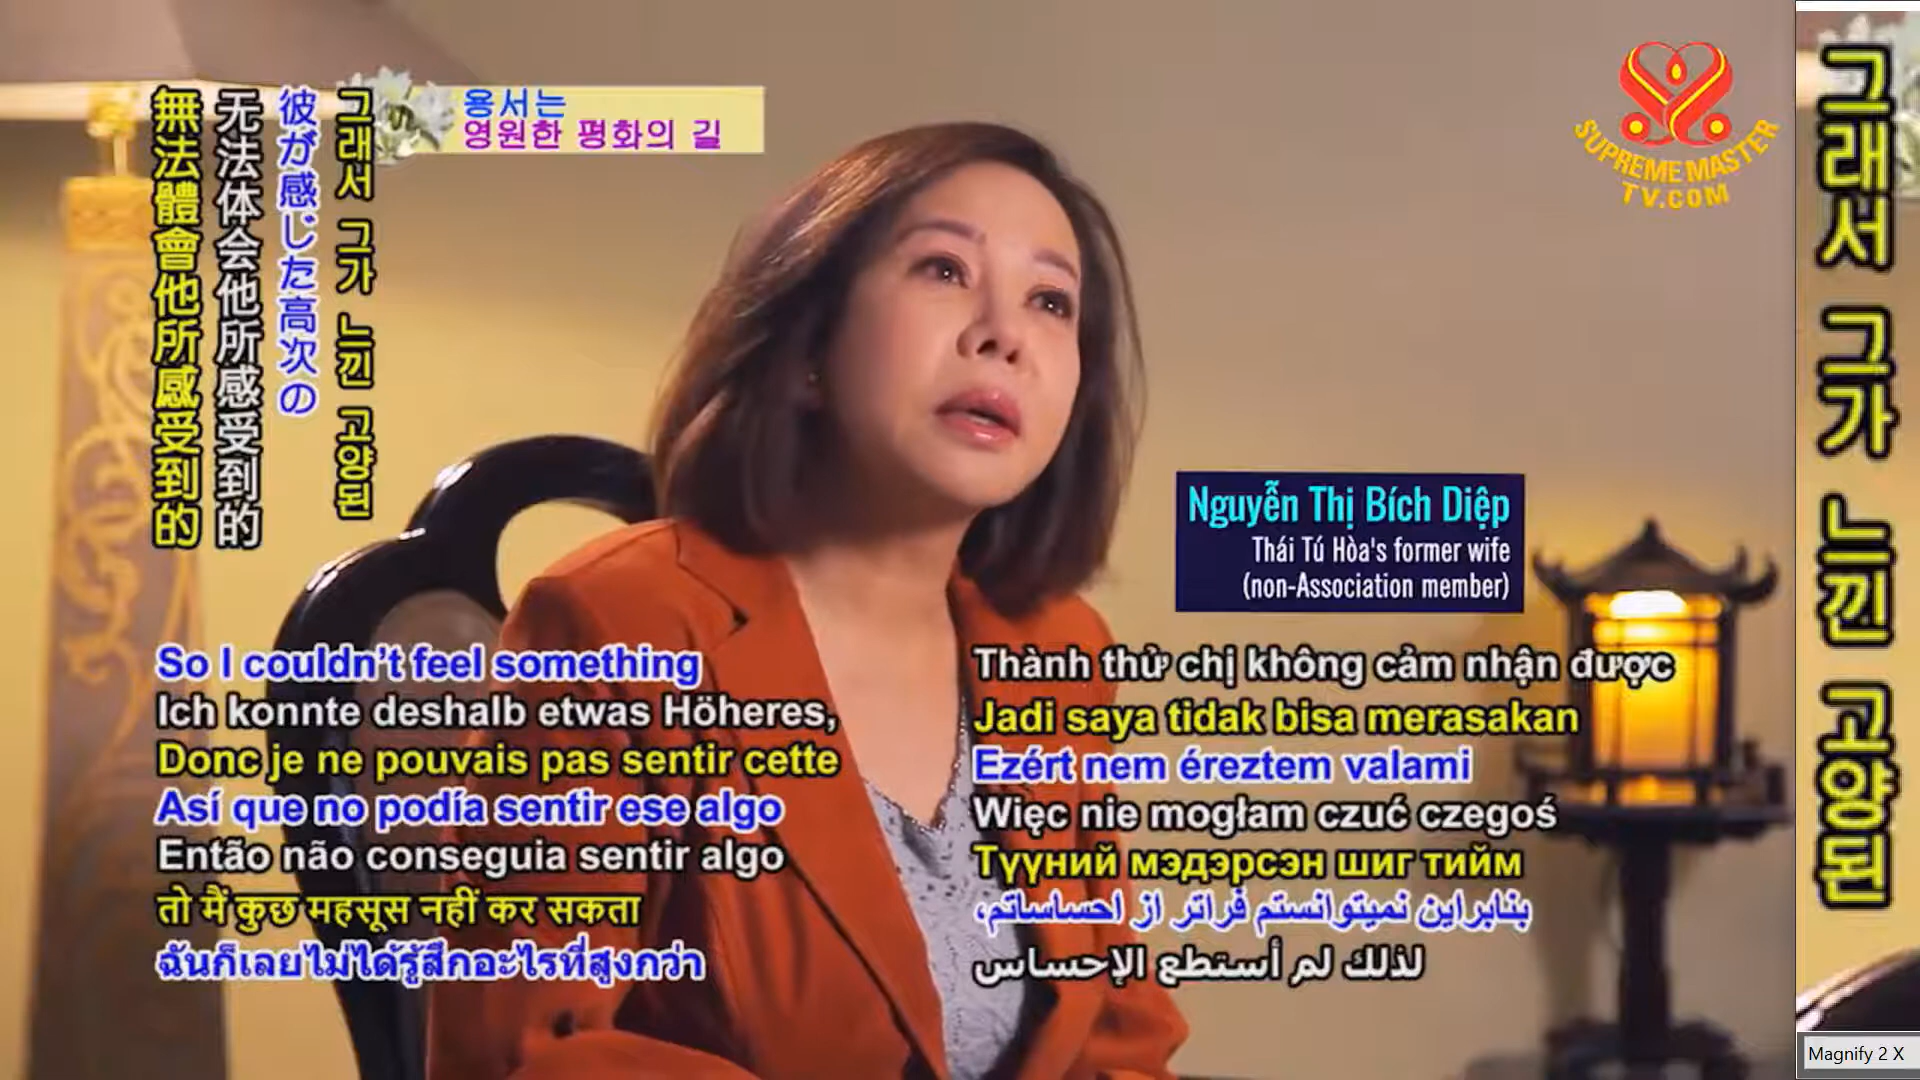 無法體會他所感受到的
无法体会他所感受到的
彼が感じた高次の
그래서 그가 느낀 고양된
용서는
영원한 평화의 길
SUPREME MASTER
TV.COM
Nguyễn Thị Bích Diệp
Thái Tú Hòa's former wife
(non-Association member)
So I couldn't feel something
Ich konnte deshalb etwas Höheres,
Donc je ne pouvais pas sentir cette
Así que no podía sentir ese algo
Então não conseguia sentir algo
तो मैं कुछ महसूस नहीं कर सकता
ฉันก็เลยไม่ได้รู้สึกอะไรที่สูงกว่า
Thành thử chị không cảm nhận được
Jadi saya tidak bisa merasakan
Ezért nem éreztem valami
Więc nie mogłam czuć czegoś
Түүний мэдэрсэн шиг тийм
بنابراین نمیتوانستم فراتر از احساساتم،
لذلك لم أستطع الإحساس
그래서 그가 느낀 고양된
Magnify 2 X